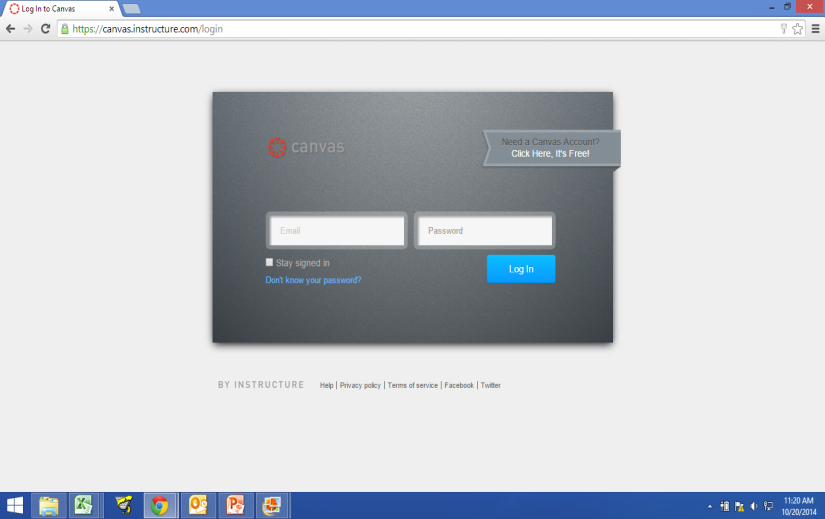 Log In to Canvas
https://canvas.instructure.com/login
canvas
Need a Canvas Account?
Click Here, It's Free!
Email
Password
Stay signed in
Log In
Don't know your password?
BY INSTRUCTURE Help | Privacy policy | Terms of service | Facebook | Twitter
11:20 AM
10/20/2014